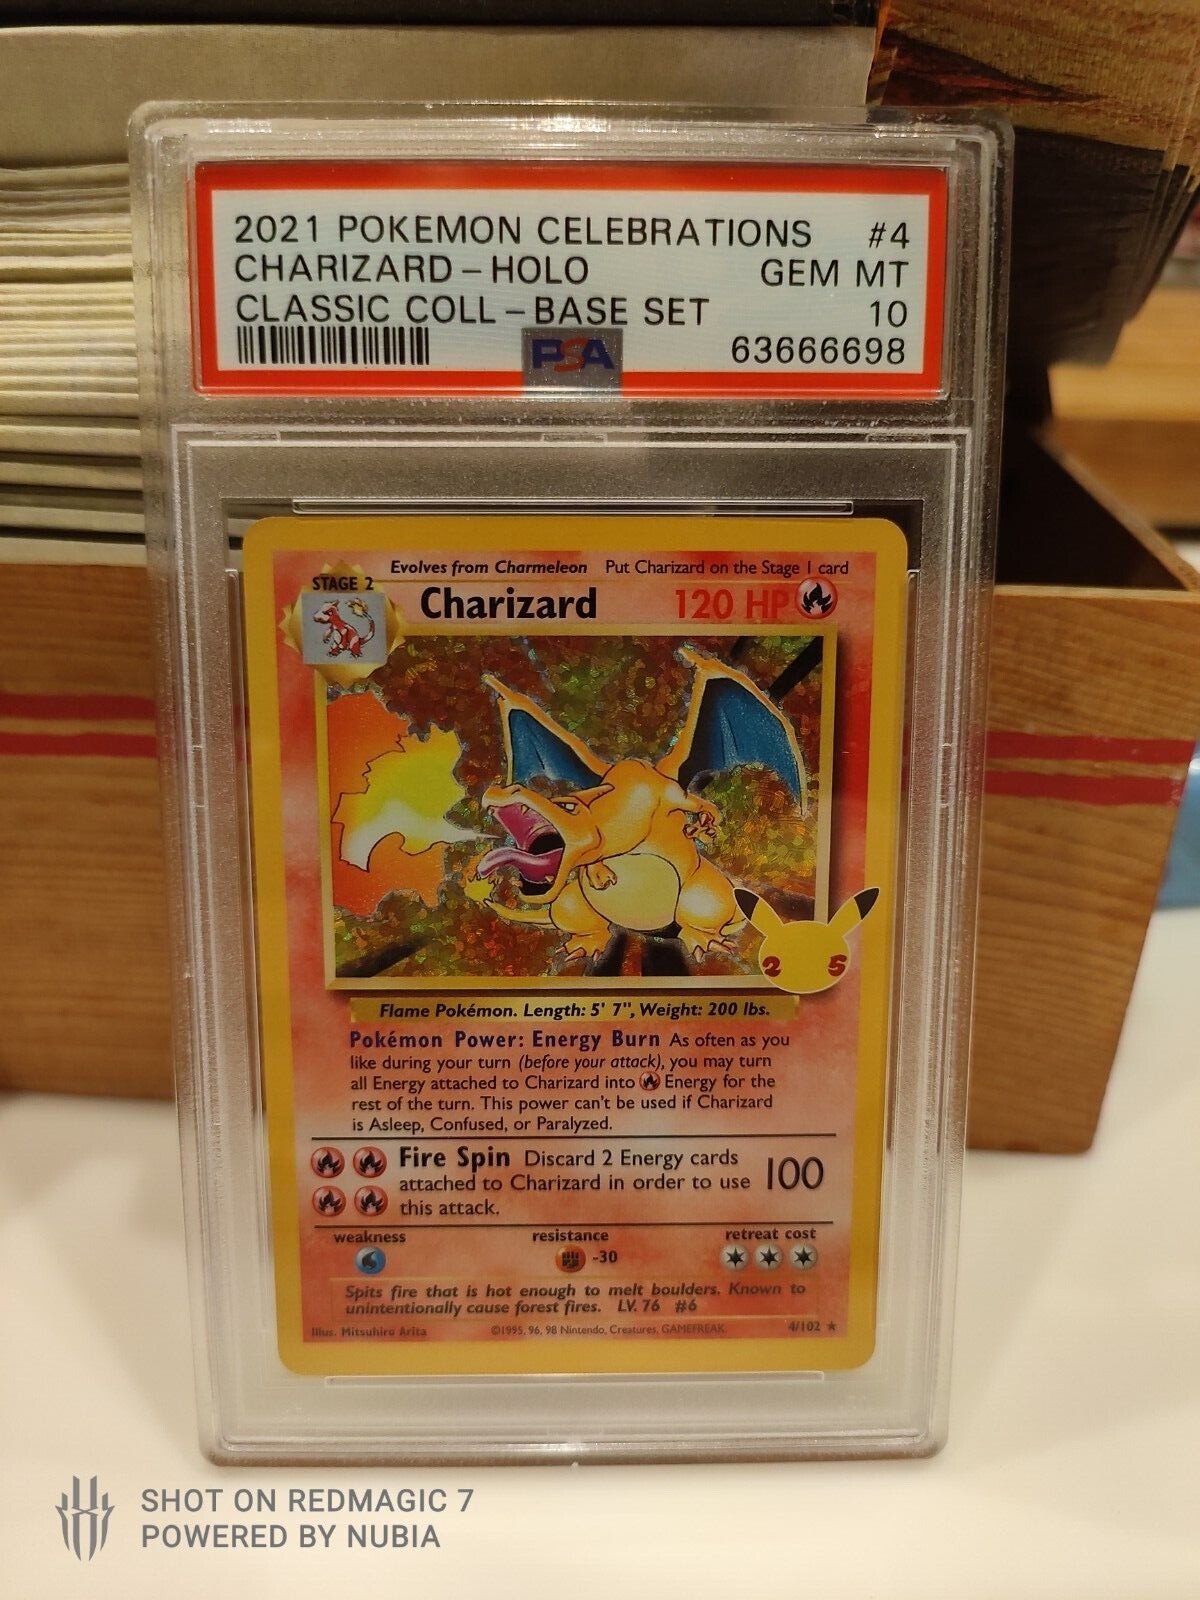 2021 POKEMON CELEBRATIONS #4
CHARIZARD - HOLO GEM MT
CLASSIC COLL - BASE SET 10
PSA 63666698
Evolves from Charmeleon Put Charizard on the Stage 1 card
STAGE 2
Charizard 120 HP
2 5
Flame Pokémon. Length: 5' 7", Weight: 200 lbs.
Pokémon Power: Energy Burn As often as you
like during your turn (before your attack), you may turn
all Energy attached to Charizard into Energy for the
rest of the turn. This power can't be used if Charizard
is Asleep, Confused, or Paralyzed.
Fire Spin Discard 2 Energy cards
attached to Charizard in order to use 100
this attack.
weakness resistance retreat cost
-30
Spits fire that is hot enough to melt boulders. Known to
unintentionally cause forest fires. LV. 76 #6
Illus. Mitsuhiro Arita ©1995, 96, 98 Nintendo, Creatures, GAMEFREAK. 4/102 ★
SHOT ON REDMAGIC 7
POWERED BY NUBIA